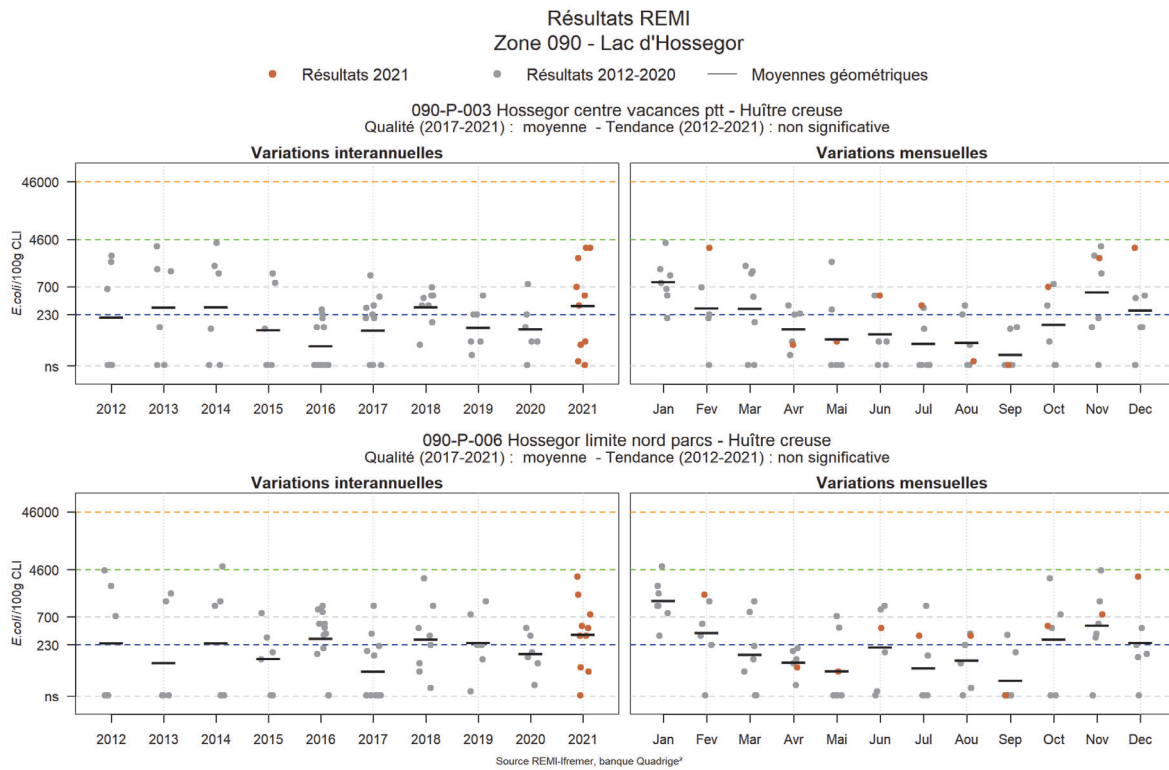 Résultats REMI
Zone 090 - Lac d'Hossegor
Résultats 2021 Résultats 2012-2020 Moyennes géométriques
090-P-003 Hossegor centre vacances ptt - Huître creuse
Qualité (2017-2021) : moyenne - Tendance (2012-2021) : non significative
Variations interannuelles Variations mensuelles
E.coli/100g CLI
46000
4600
700
230
ns
2012 2013 2014 2015 2016 2017 2018 2019 2020 2021 Jan Fev Mar Avr Mai Jun Jul Aou Sep Oct Nov Dec
090-P-006 Hossegor limite nord parcs - Huître creuse
Qualité (2017-2021) : moyenne - Tendance (2012-2021) : non significative
Variations interannuelles Variations mensuelles
E.coli/100g CLI
46000
4600
700
230
ns
2012 2013 2014 2015 2016 2017 2018 2019 2020 2021 Jan Fev Mar Avr Mai Jun Jul Aou Sep Oct Nov Dec
Source REMI-Ifremer, banque Quadrige²